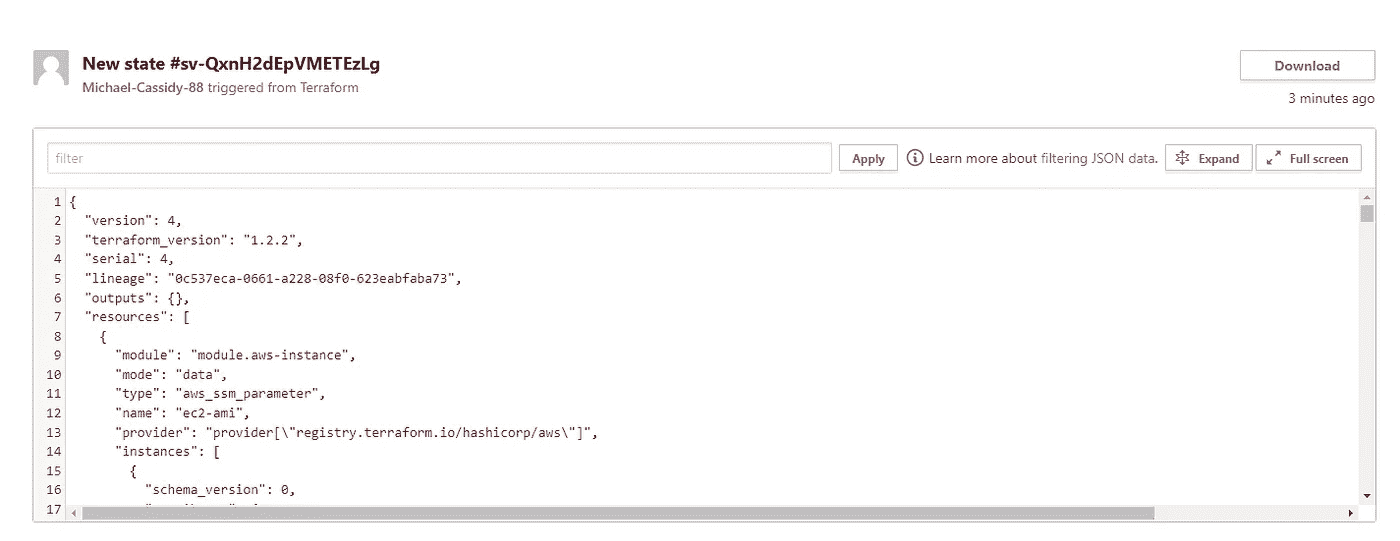 New state #sv-QxnH2dEpVMETEzLg
Michael-Cassidy-88 triggered from Terraform
Download
3 minutes ago
filter
Apply
Learn more about filtering JSON data.
Expand
Full screen
1 {
2 "version": 4,
3 "terraform_version": "1.2.2",
4 "serial": 4,
5 "lineage": "0c537eca-0661-a228-08f0-623eabfaba73",
6 "outputs": {},
7 "resources": [
8 {
9 "module": "module.aws-instance",
10 "mode": "data",
11 "type": "aws_ssm_parameter",
12 "name": "ec2-ami",
13 "provider": "provider[\"registry.terraform.io/hashicorp/aws\"]",
14 "instances": [
15 {
16 "schema_version": 0,
17